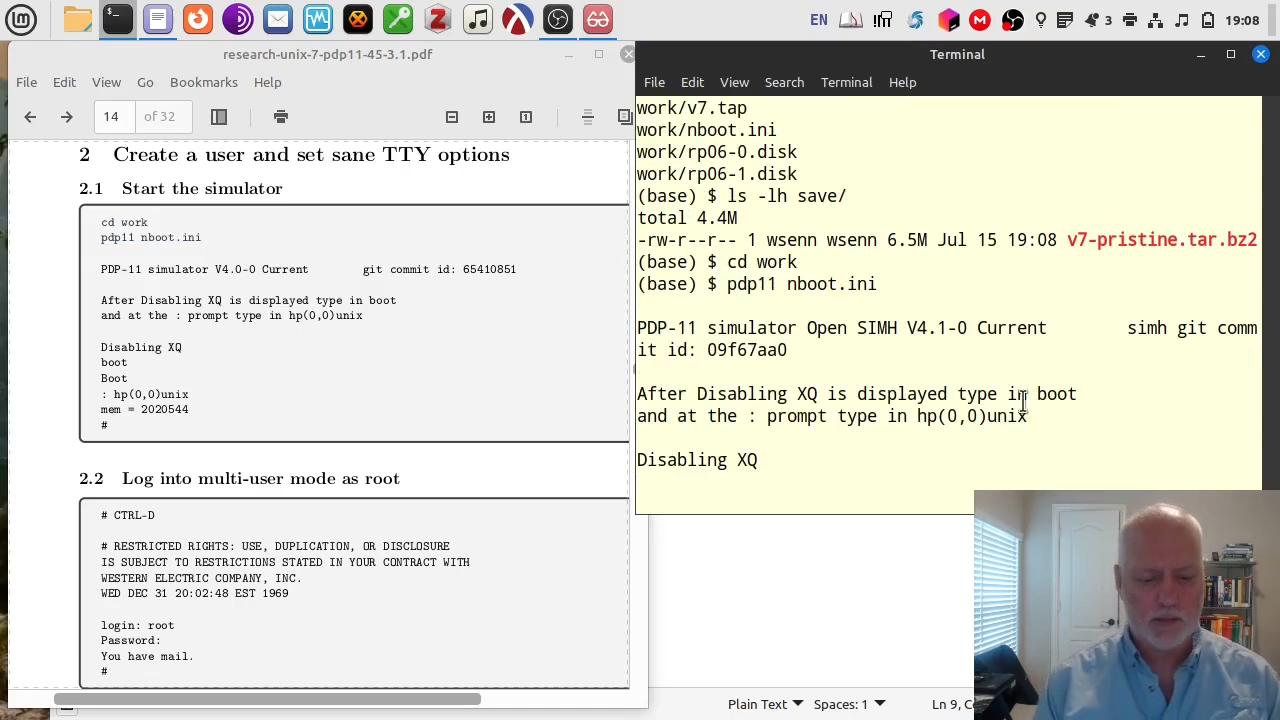 EN
3
19:08
research-unix-7-pdp11-45-3.1.pdf
File Edit View Go Bookmarks Help
14 of 32
2 Create a user and set sane TTY options
2.1 Start the simulator
cd work
pdp11 nboot.ini
PDP-11 simulator V4.0-0 Current git commit id: 65410851
After Disabling XQ is displayed type in boot
and at the : prompt type in hp(0,0)unix
Disabling XQ
boot
Boot
: hp(0,0)unix
mem = 2020544
#
2.2 Log into multi-user mode as root
# CTRL-D
# RESTRICTED RIGHTS: USE, DUPLICATION, OR DISCLOSURE
IS SUBJECT TO RESTRICTIONS STATED IN YOUR CONTRACT WITH
WESTERN ELECTRIC COMPANY, INC.
WED DEC 31 20:02:48 EST
login: root
Password:
You have mail.
#
Terminal
File Edit View Search Terminal Help
work/v7.tap
work/nboot.ini
work/rp06-0.disk
work/rp06-1.disk
(base) $ ls -lh save/
total 4.4M
-rw-r--r-- 1 wsenn wsenn 6.5M Jul 15 19:08 v7-pristine.tar.bz2
(base) $ cd work
(base) $ pdp11 nboot.ini
PDP-11 simulator Open SIMH V4.1-0 Current simh git comm
it id: 09f67aa0
After Disabling XQ is displayed type in boot
and at the : prompt type in hp(0,0)unix
Disabling XQ
Plain Text Spaces: 1 Ln 9, C